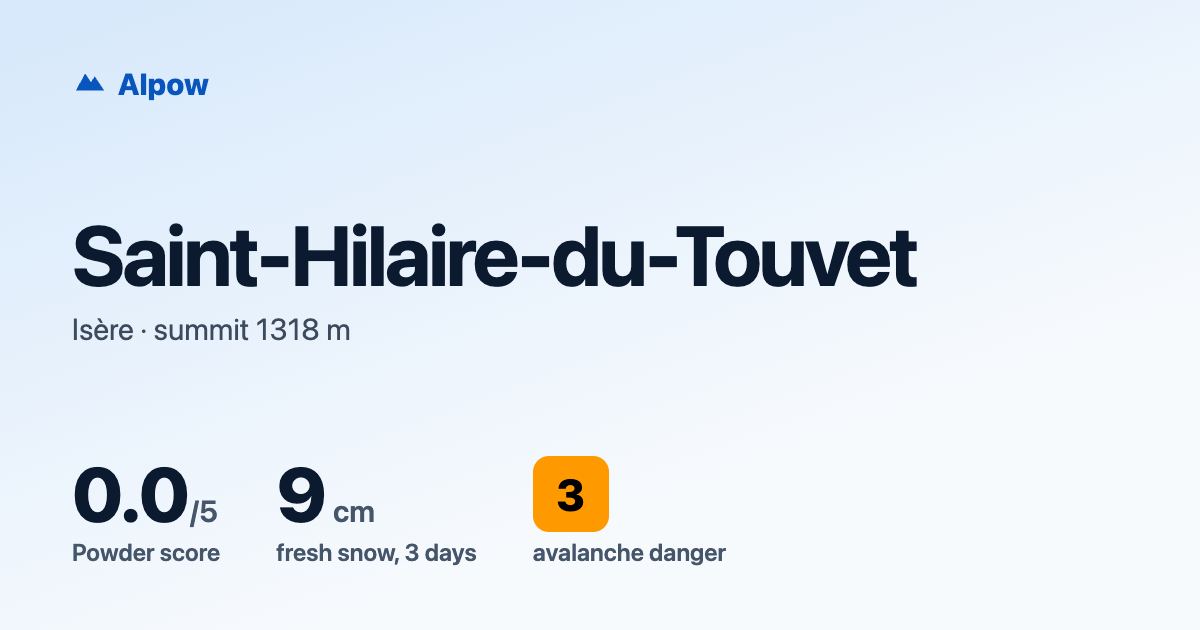 Alpow
Saint-Hilaire-du-Touvet
Isère · summit 1318 m
0.0/5
Powder score
9 cm
fresh snow, 3 days
3
avalanche danger